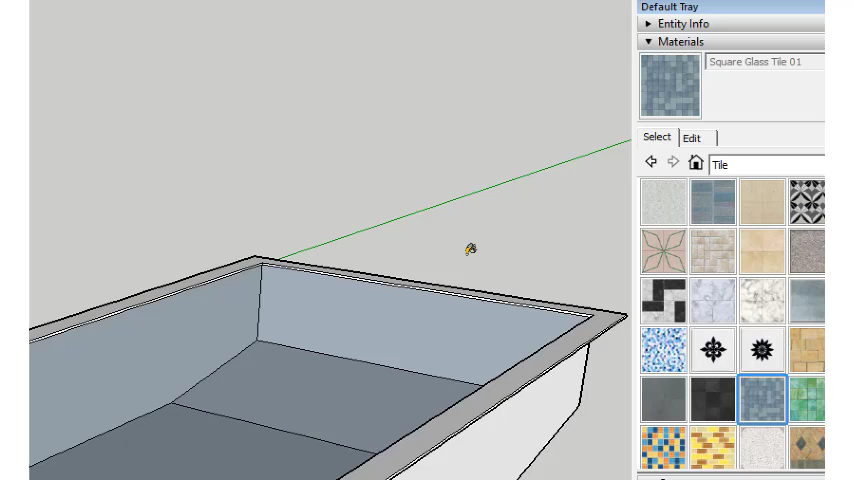 Default Tray
Entity Info
Materials
Square Glass Tile 01
Select
Edit
Tile